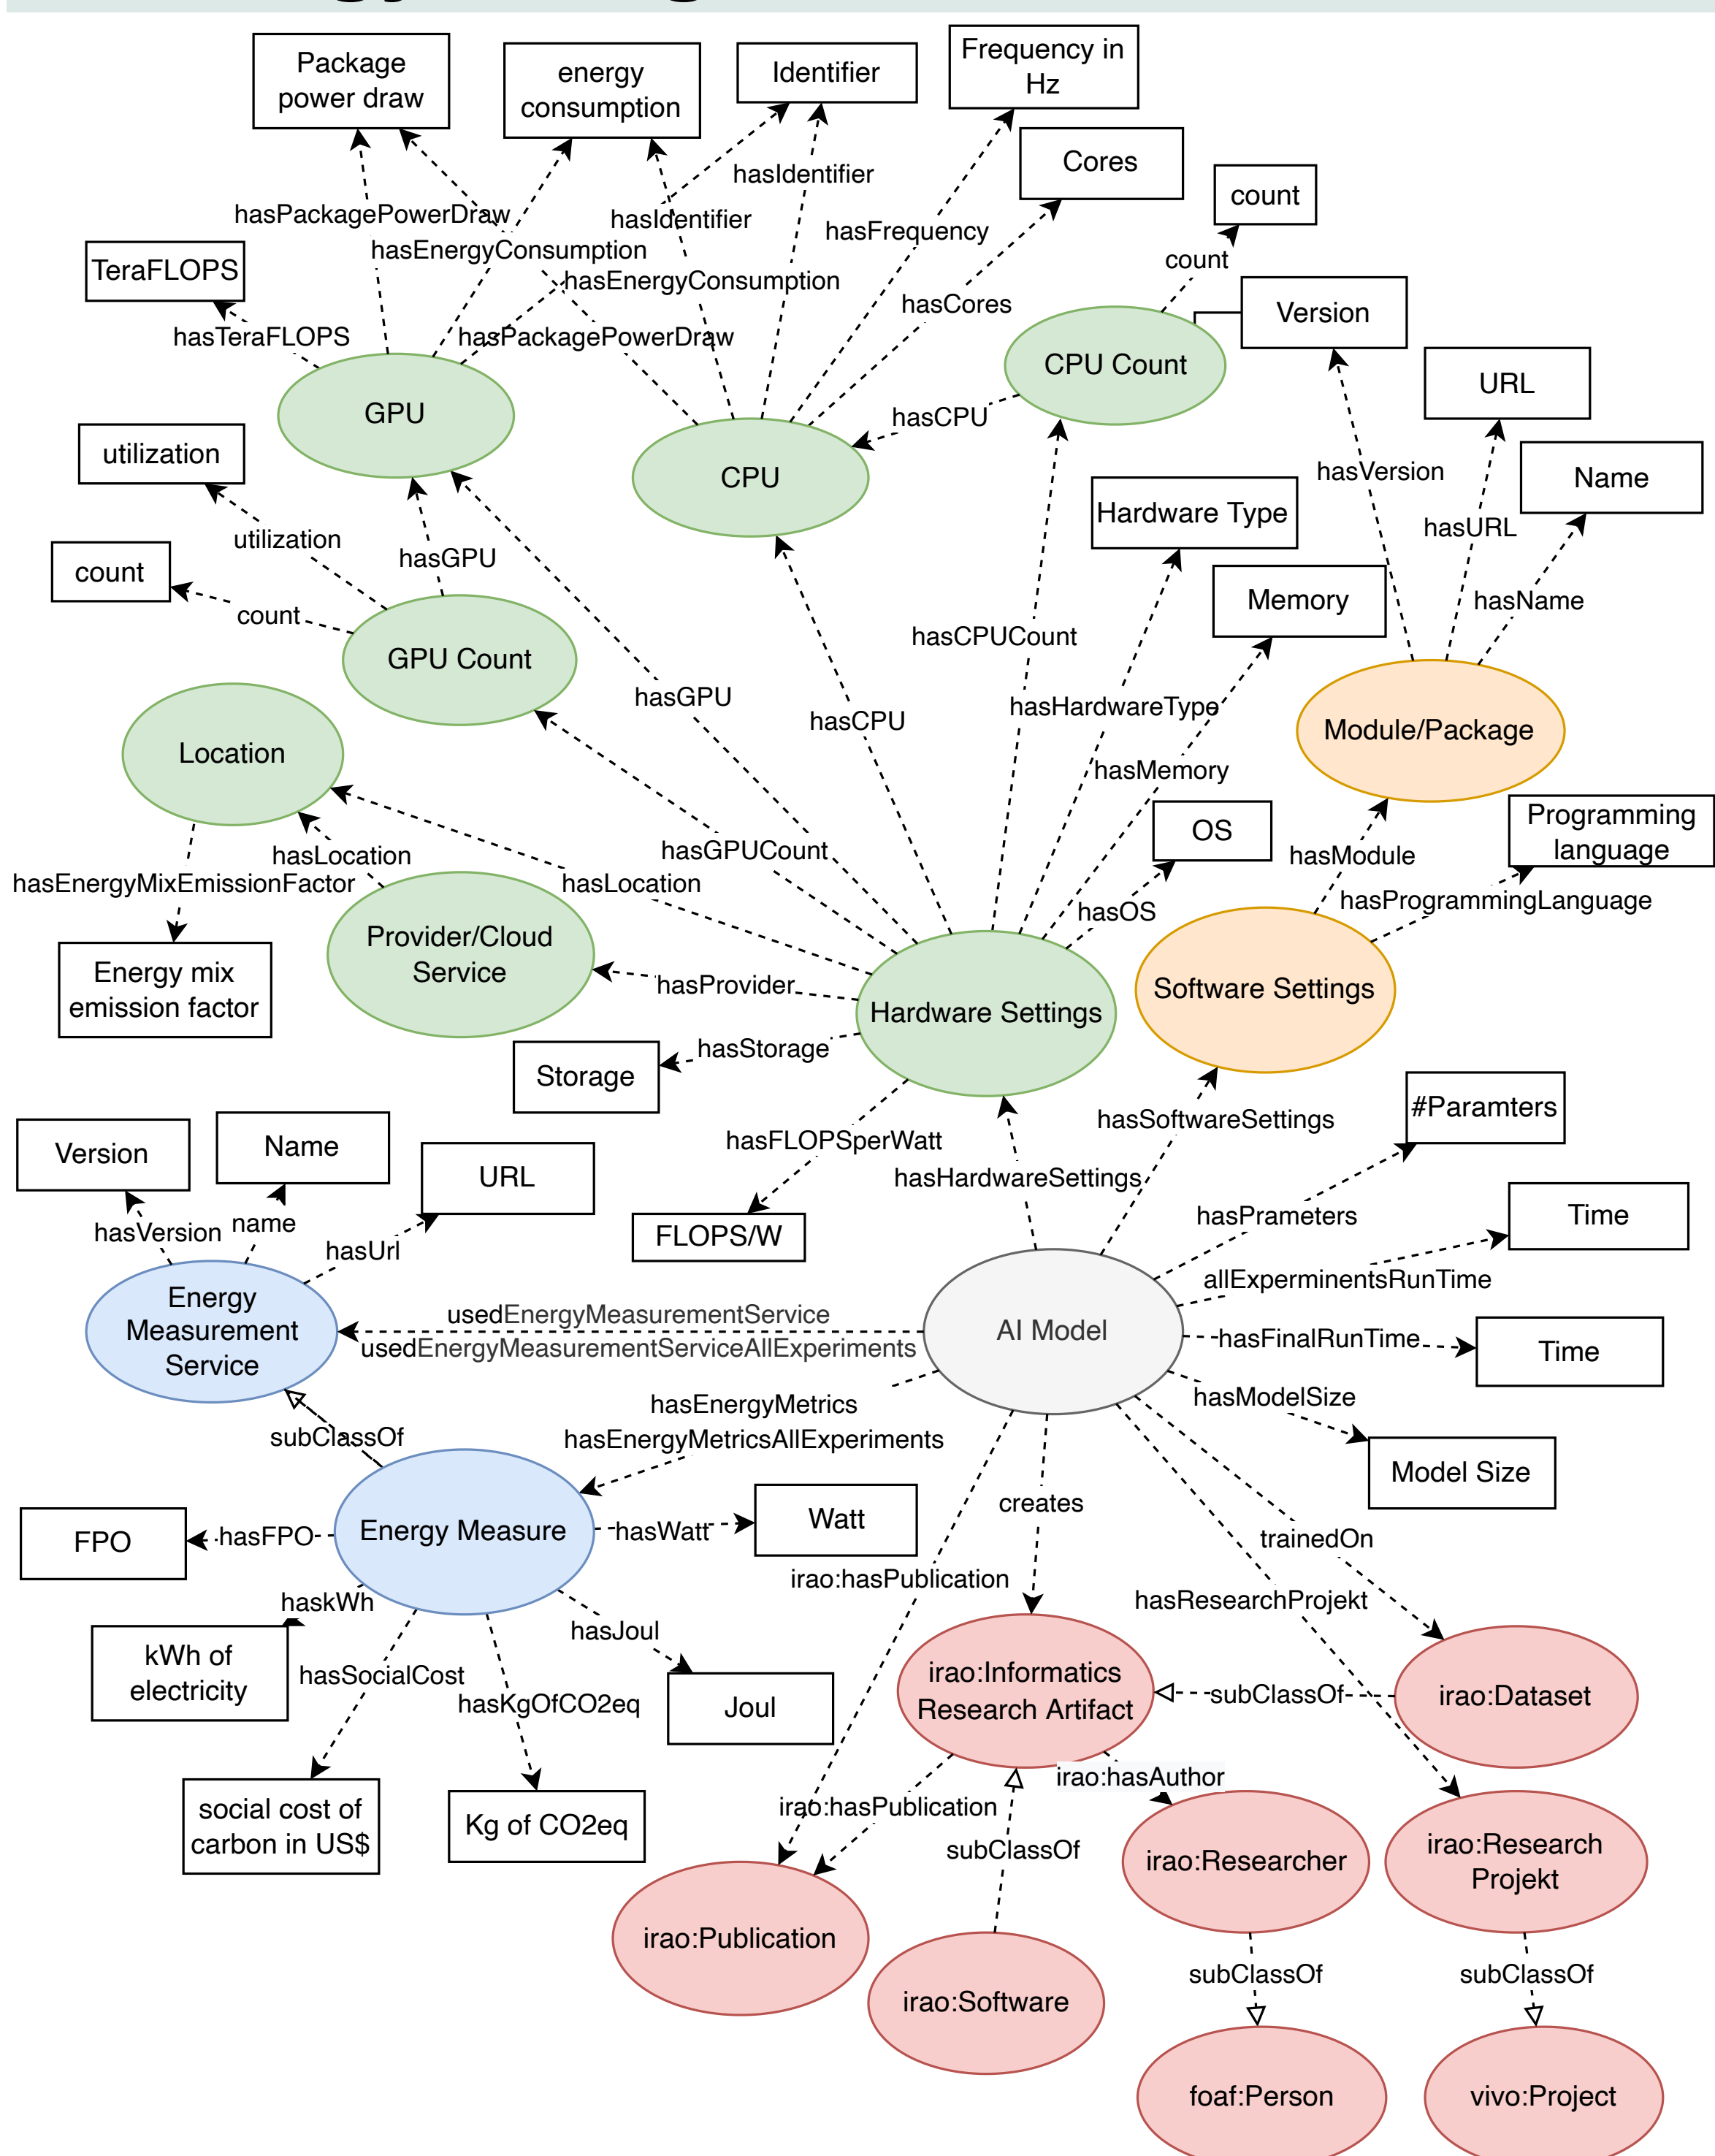 Package
power draw
energy
consumption
Identifier
Frequency in
Hz
Cores
count
hasIdentifier
hasPackagePowerDraw
hasIdentifier
hasFrequency
hasEnergyConsumption
count
TeraFLOPS
hasEnergyConsumption
hasCores
Version
hasTeraFLOPS
hasPackagePowerDraw
CPU Count
URL
GPU
hasCPU
utilization
CPU
hasVersion
Name
Hardware Type
hasURL
utilization
hasGPU
count
Memory
hasName
count
hasCPUCount
GPU Count
hasGPU
hasHardwareType
hasCPU
Module/Package
Location
hasMemory
Programming
language
OS
hasGPUCount
hasLocation
hasModule
hasEnergyMixEmissionFactor
hasLocation
hasProgrammingLanguage
hasOS
Provider/Cloud
Service
Energy mix
emission factor
hasProvider
Software Settings
Hardware Settings
hasStorage
Storage
#Paramters
hasSoftwareSettings
Version
Name
hasFLOPSperWatt
URL
hasHardwareSettings
hasPrameters
Time
hasVersion
name
FLOPS/W
hasUrl
allExperminentsRunTime
Energy
Measurement
Service
usedEnergyMeasurementService
AI Model
usedEnergyMeasurementServiceAllExperiments
hasFinalRunTime
Time
hasEnergyMetrics
hasModelSize
subClassOf
hasEnergyMetricsAllExperiments
Model Size
creates
FPO
hasFPO
Energy Measure
hasWatt
Watt
trainedOn
irao:hasPublication
haskWh
hasResearchProjekt
hasJoul
kWh of
electricity
hasSocialCost
irao:Informatics
Research Artifact
subClassOf
irao:Dataset
hasKgOfCO2eq
Joul
irao:hasAuthor
social cost of
carbon in US$
Kg of CO2eq
irao:hasPublication
subClassOf
irao:Researcher
irao:Research
Projekt
irao:Publication
subClassOf
subClassOf
irao:Software
foaf:Person
vivo:Project